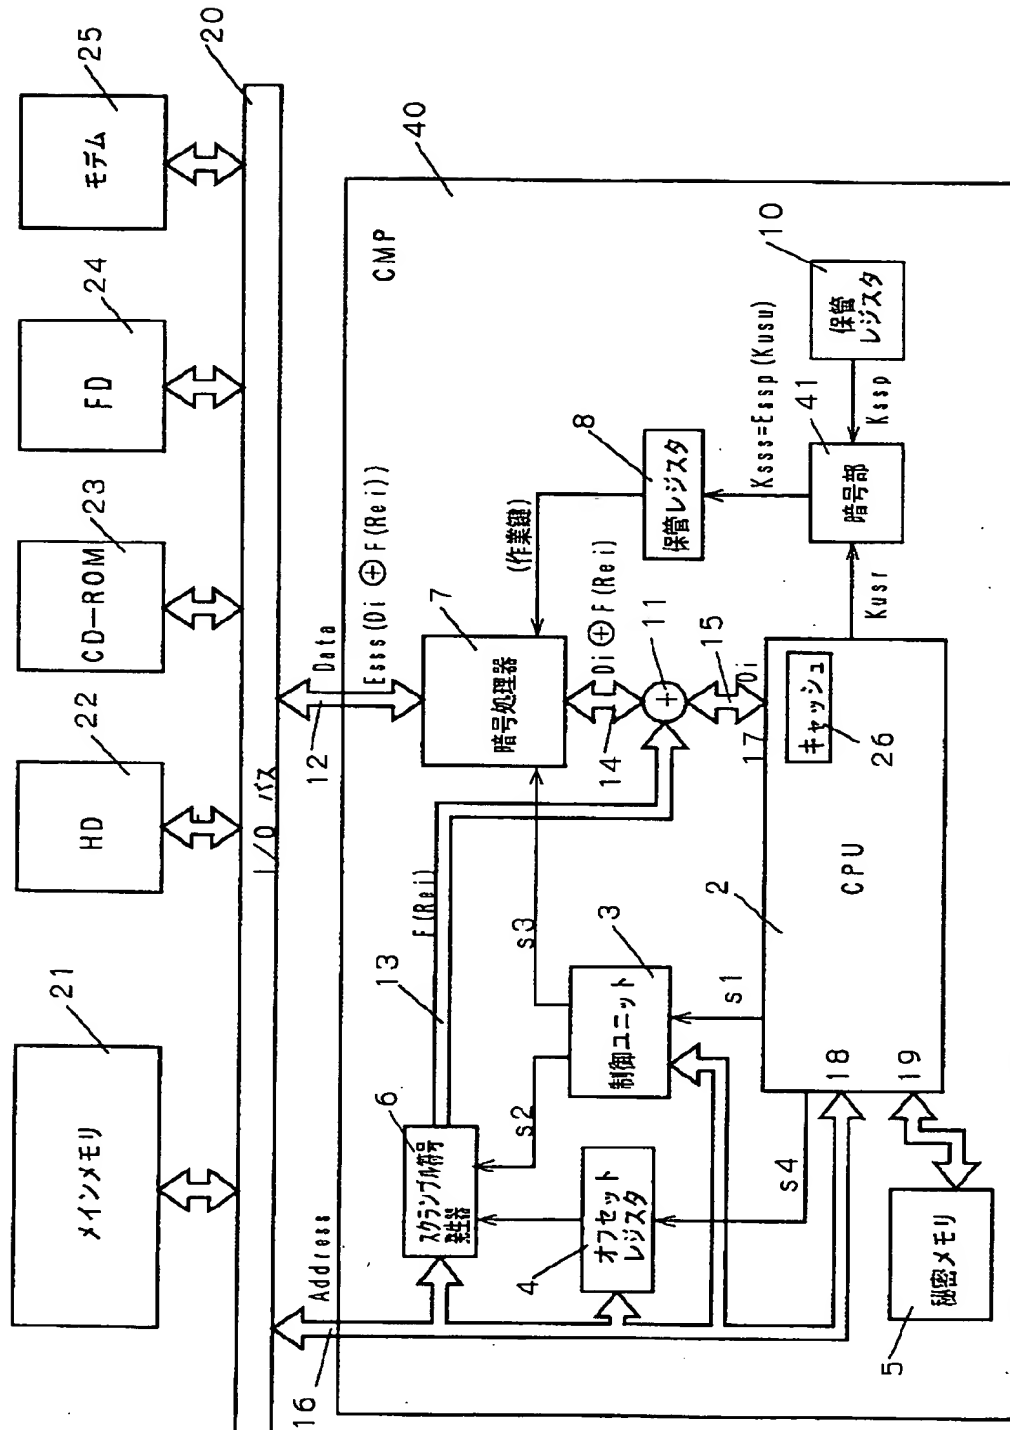 メインメモリ
21
HD
22
CD-ROM
23
FD
24
モデム
25
I/O バス
20
16
Address
12
Data
Esss(Di⊕F(Rei))
CMP
40
スクランブル符号
発生器
6
13
F(Rei)
暗号処理器
7
(作業鍵)
14
Di⊕F(Rei)
11
15
Di
保管レジスタ
8
Ksss=Essp(Kusu)
暗号部
41
Kssp
保管
レジスタ
10
Kusr
s2
s3
制御ユニット
3
オフセット
レジスタ
4
s4
s1
CPU
2
17
18
19
キャッシュ
26
秘密メモリ
5